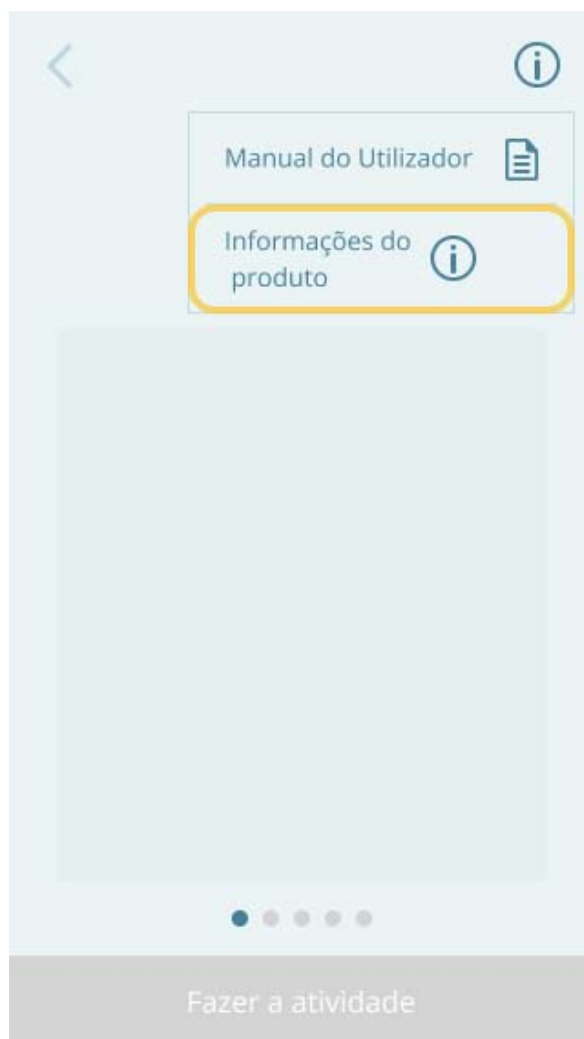 Manual do Utilizador
Informações do
produto
Fazer a atividade